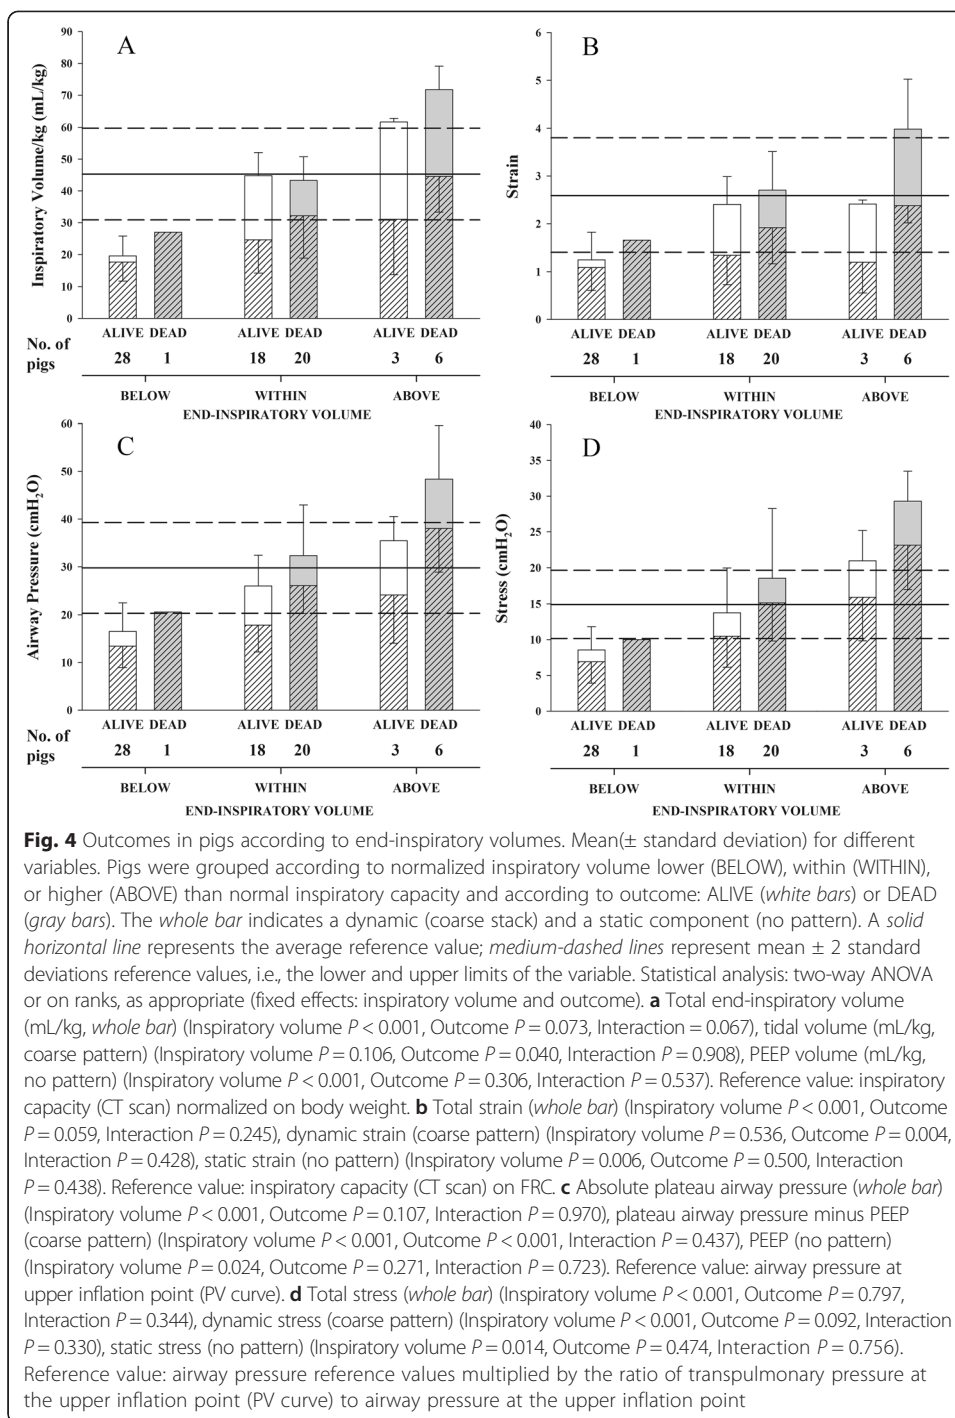 A
Inspiratory Volume/kg (mL/kg)
90
80
70
60
50
40
30
20
10
0
ALIVE DEAD ALIVE DEAD ALIVE DEAD
No. of pigs
28 1 18 20 3 6
BELOW WITHIN ABOVE
END-INSPIRATORY VOLUME
B
Strain
6
5
4
3
2
1
0
ALIVE DEAD ALIVE DEAD ALIVE DEAD
28 1 18 20 3 6
BELOW WITHIN ABOVE
END-INSPIRATORY VOLUME
C
Airway Pressure (cmH2O)
60
50
40
30
20
10
0
ALIVE DEAD ALIVE DEAD ALIVE DEAD
No. of pigs
28 1 18 20 3 6
BELOW WITHIN ABOVE
END-INSPIRATORY VOLUME
D
Stress (cmH2O)
40
35
30
25
20
15
10
5
0
ALIVE DEAD ALIVE DEAD ALIVE DEAD
28 1 18 20 3 6
BELOW WITHIN ABOVE
END-INSPIRATORY VOLUME
Fig. 4 Outcomes in pigs according to end-inspiratory volumes. Mean(± standard deviation) for different
variables. Pigs were grouped according to normalized inspiratory volume lower (BELOW), within (WITHIN),
or higher (ABOVE) than normal inspiratory capacity and according to outcome: ALIVE (white bars) or DEAD
(gray bars). The whole bar indicates a dynamic (coarse stack) and a static component (no pattern). A solid
horizontal line represents the average reference value; medium-dashed lines represent mean ± 2 standard
deviations reference values, i.e., the lower and upper limits of the variable. Statistical analysis: two-way ANOVA
or on ranks, as appropriate (fixed effects: inspiratory volume and outcome). a Total end-inspiratory volume
(mL/kg, whole bar) (Inspiratory volume P < 0.001, Outcome P = 0.073, Interaction = 0.067), tidal volume (mL/kg,
coarse pattern) (Inspiratory volume P = 0.106, Outcome P = 0.040, Interaction P = 0.908), PEEP volume (mL/kg,
no pattern) (Inspiratory volume P < 0.001, Outcome P = 0.306, Interaction P = 0.537). Reference value: inspiratory
capacity (CT scan) normalized on body weight. b Total strain (whole bar) (Inspiratory volume P < 0.001, Outcome
P = 0.059, Interaction P = 0.245), dynamic strain (coarse pattern) (Inspiratory volume P = 0.536, Outcome P = 0.004,
Interaction P = 0.428), static strain (no pattern) (Inspiratory volume P = 0.006, Outcome P = 0.500, Interaction
P = 0.438). Reference value: inspiratory capacity (CT scan) on FRC. c Absolute plateau airway pressure (whole bar)
(Inspiratory volume P < 0.001, Outcome P = 0.107, Interaction P = 0.970), plateau airway pressure minus PEEP
(coarse pattern) (Inspiratory volume P < 0.001, Outcome P < 0.001, Interaction P = 0.437), PEEP (no pattern)
(Inspiratory volume P = 0.024, Outcome P = 0.271, Interaction P = 0.723). Reference value: airway pressure at
upper inflation point (PV curve). d Total stress (whole bar) (Inspiratory volume P < 0.001, Outcome P = 0.797,
Interaction P = 0.344), dynamic stress (coarse pattern) (Inspiratory volume P < 0.001, Outcome P = 0.092, Interaction
P = 0.330), static stress (no pattern) (Inspiratory volume P = 0.014, Outcome P = 0.474, Interaction P = 0.756).
Reference value: airway pressure reference values multiplied by the ratio of transpulmonary pressure at
the upper inflation point (PV curve) to airway pressure at the upper inflation point